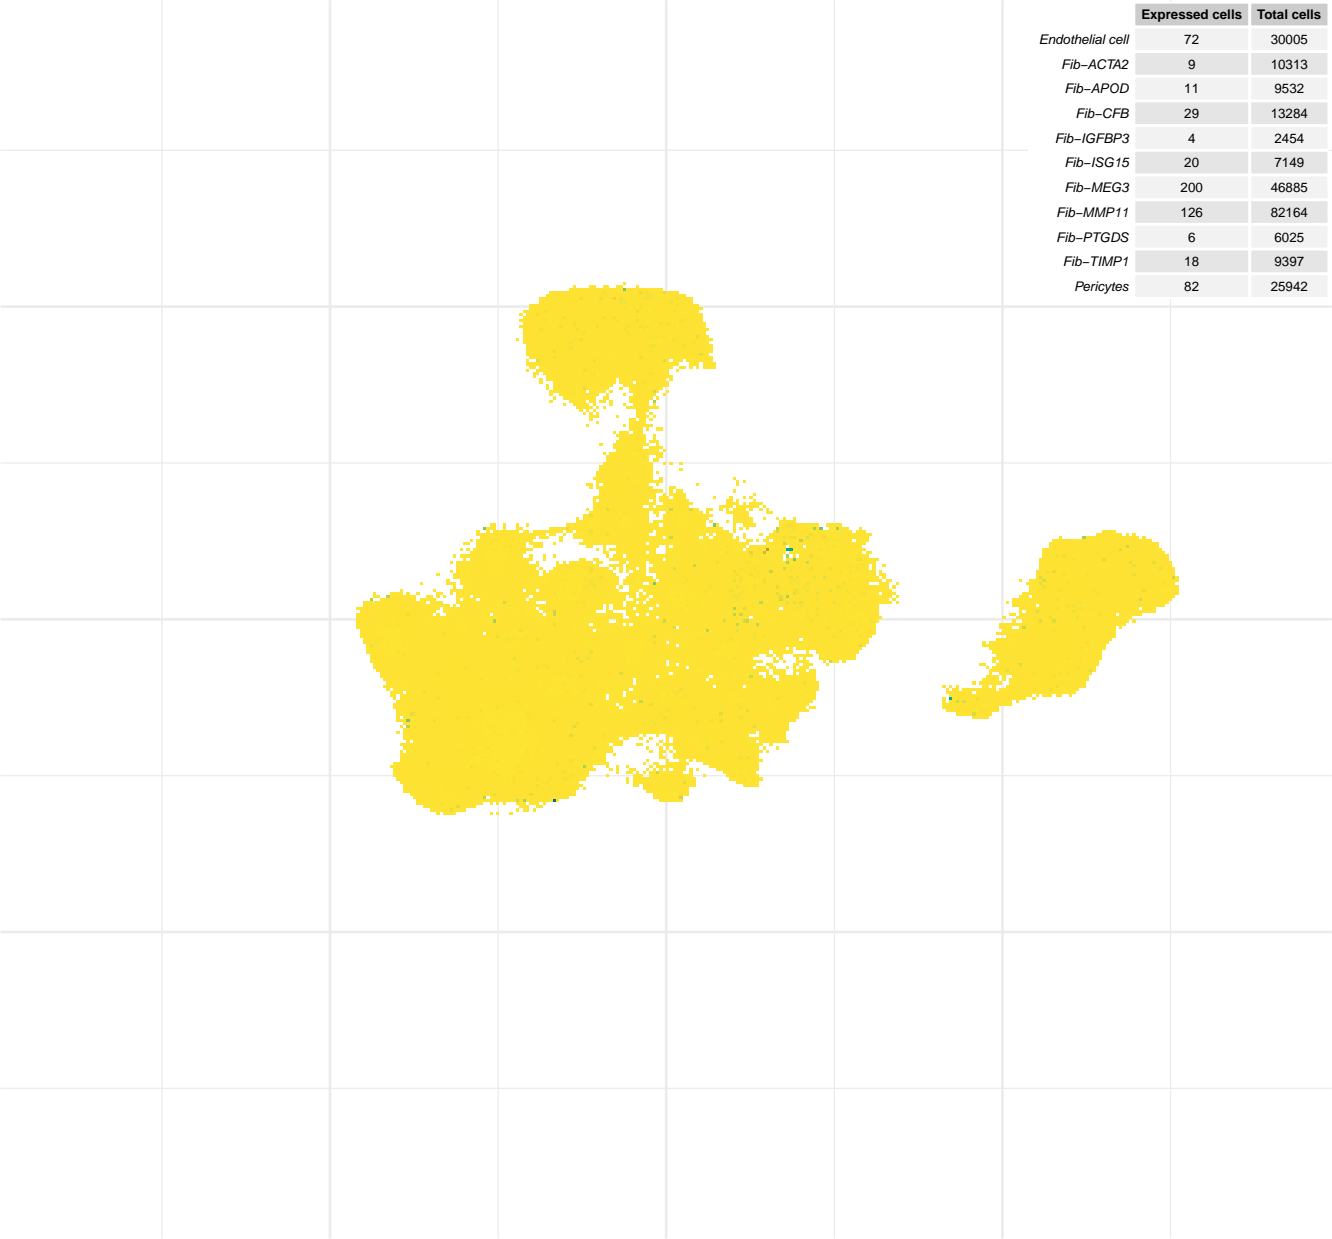 Expressed cells Total cells
Endothelial cell 72 30005
Fib−ACTA2 9 10313
Fib−APOD 11 9532
Fib−CFB 29 13284
Fib−IGFBP3 4 2454
Fib−ISG15 20 7149
Fib−MEG3 200 46885
Fib−MMP11 126 82164
Fib−PTGDS 6 6025
Fib−TIMP1 18 9397
Pericytes 82 25942